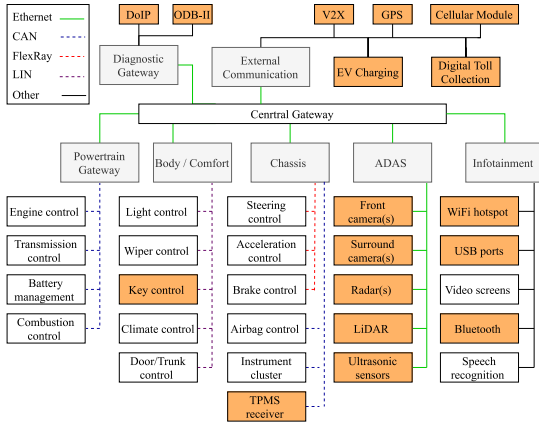 Ethernet
CAN
FlexRay
LIN
Other
DoIP
ODB-II
V2X
GPS
Cellular Module
Diagnostic
Gateway
External
Communication
EV Charging
Digital Toll
Collection
Cenrtral Gateway
Powertrain
Gateway
Body / Comfort
Chassis
ADAS
Infotainment
Engine control
Transmission
control
Battery
management
Combustion
control
Light control
Wiper control
Key control
Climate control
Door/Trunk
control
Steering
control
Acceleration
control
Brake control
Airbag control
Instrument
cluster
TPMS
receiver
Front
camera(s)
Surround
camera(s)
Radar(s)
LiDAR
Ultrasonic
sensors
WiFi hotspot
USB ports
Video screens
Bluetooth
Speech
recognition